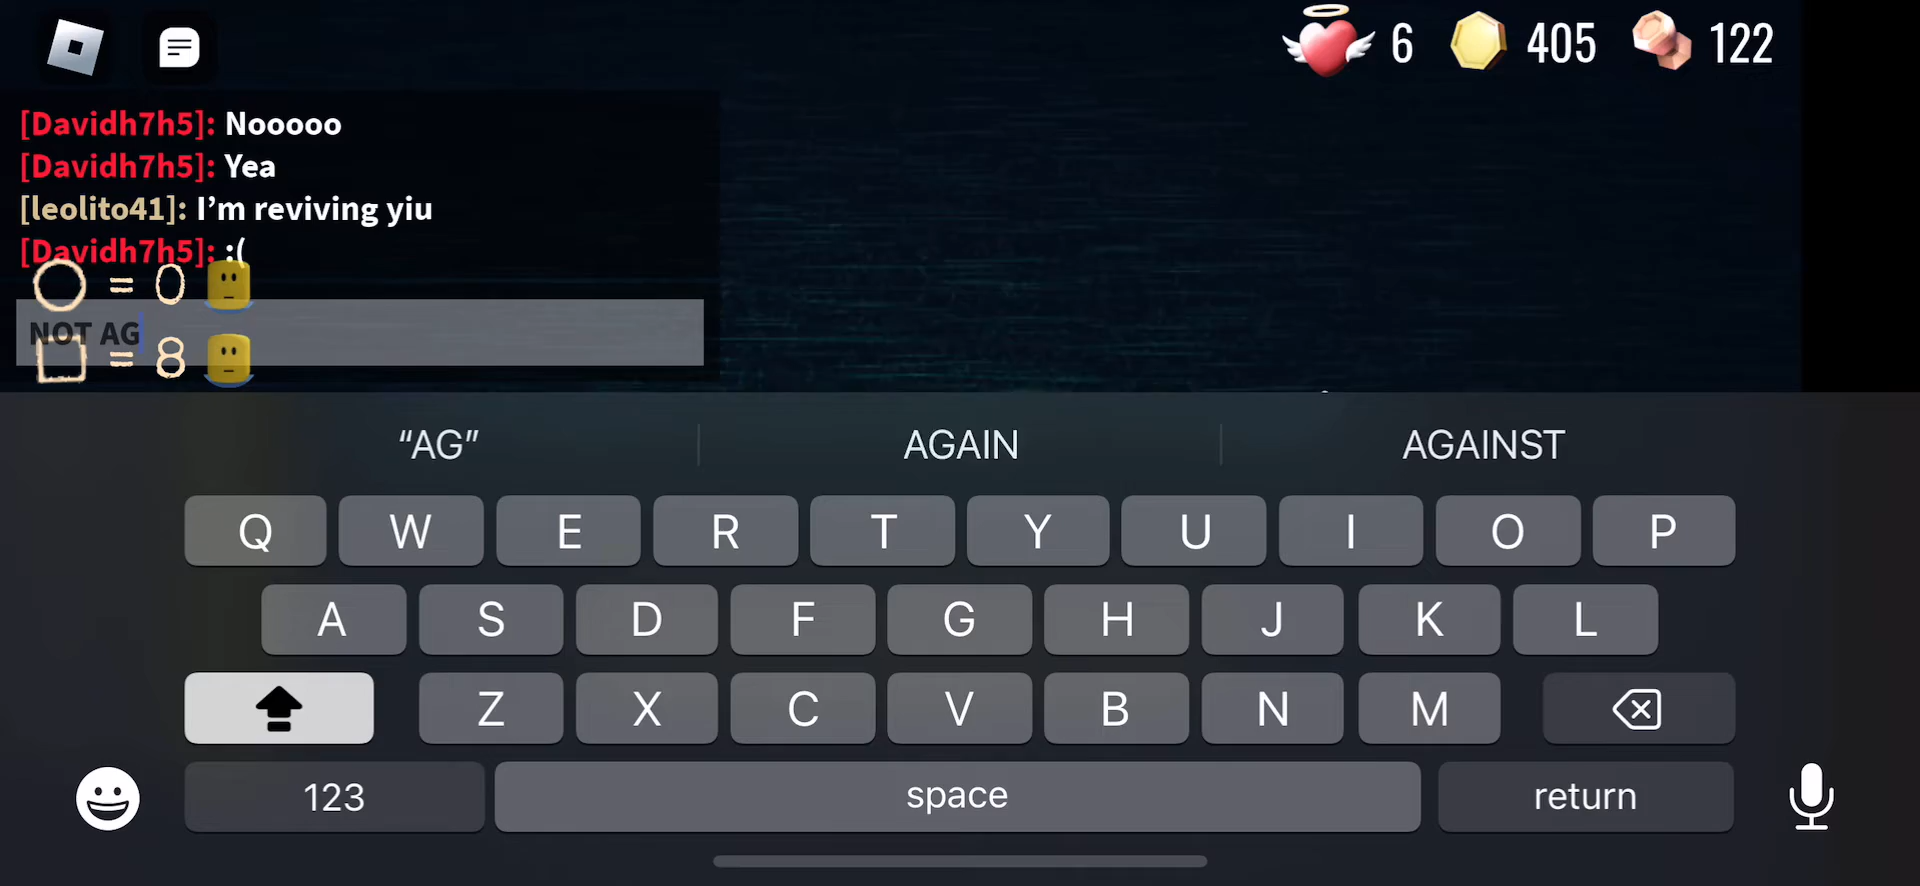 6 405 122
[Davidh7h5]: Nooooo
[Davidh7h5]: Yea
[leolito41]: I’m reviving yiu
[Davidh7h5]: :(
= 0
NOT AG
= 8
“AG” AGAIN AGAINST
Q W E R T Y U I O P
A S D F G H J K L
Z X C V B N M
123 space return